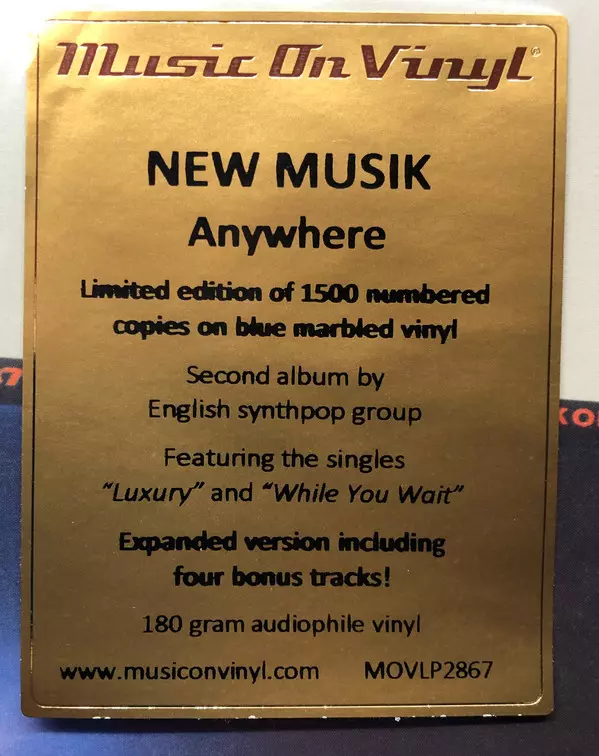 Music On Vinyl®
NEW MUSIK
Anywhere
Limited edition of 1500 numbered
copies on blue marbled vinyl
Second album by
English synthpop group
Featuring the singles
“Luxury” and “While You Wait”
Expanded version including
four bonus tracks!
180 gram audiophile vinyl
www.musiconvinyl.com MOVLP2867